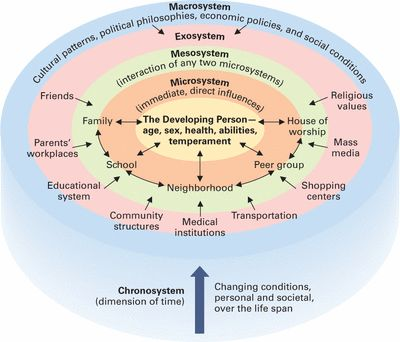 Macrosystem
Cultural patterns, political philosophies, economic policies, and social conditions
Exosystem
Mesosystem
(interaction of any two microsystems)
Microsystem
(immediate, direct influences)
Friends
Religious
values
Family
The Developing Person—
age, sex, health, abilities,
temperament
House of
worship
Parents'
workplaces
Mass
media
School
Peer group
Educational
system
Neighborhood
Shopping
centers
Community
structures
Medical
institutions
Transportation
Chronosystem
(dimension of time)
Changing conditions,
personal and societal,
over the life span